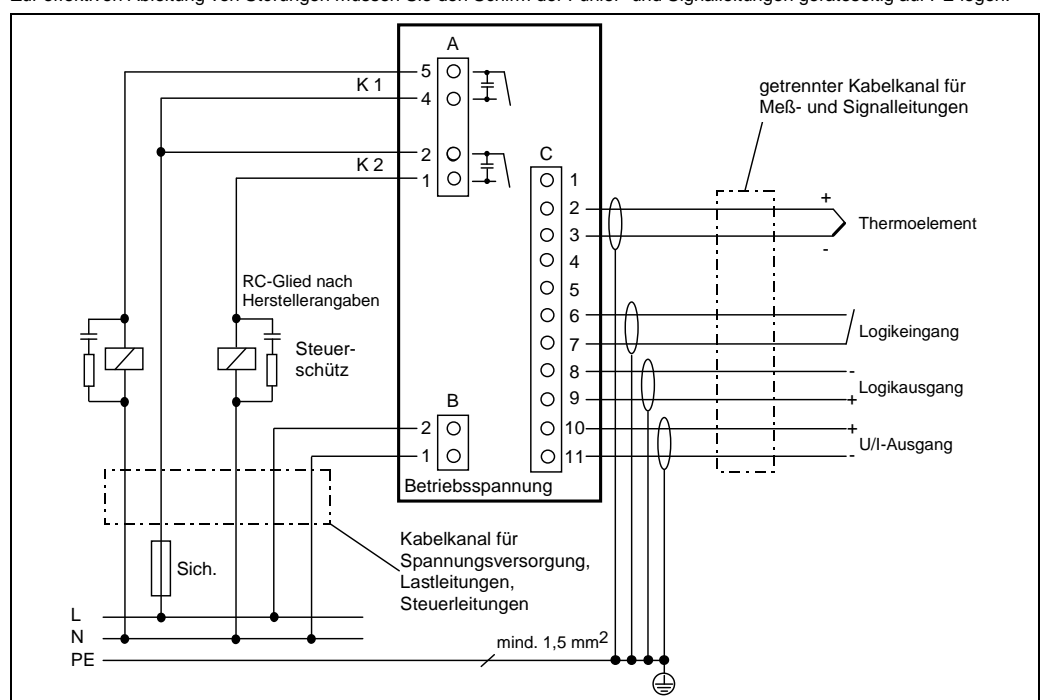 Zur effektiven Ableitung von Störungen müssen Sie den Schirm der Fühler- und Signalleitungen geräteseitig auf PE legen.
A
5
K 1
4
2
K 2
1
getrennter Kabelkanal für
Meß- und Signalleitungen
C
1
2
3
4
5
6
7
8
9
10
11
+
Thermoelement
-
Logikeingang
-
Logikausgang
+
+
U/I-Ausgang
-
RC-Glied nach
Herstellerangaben
Steuer-
schütz
B
2
1
Betriebsspannung
Kabelkanal für
Spannungsversorgung,
Lastleitungen,
Steuerleitungen
Sich.
L
N
PE
mind. 1,5 mm2